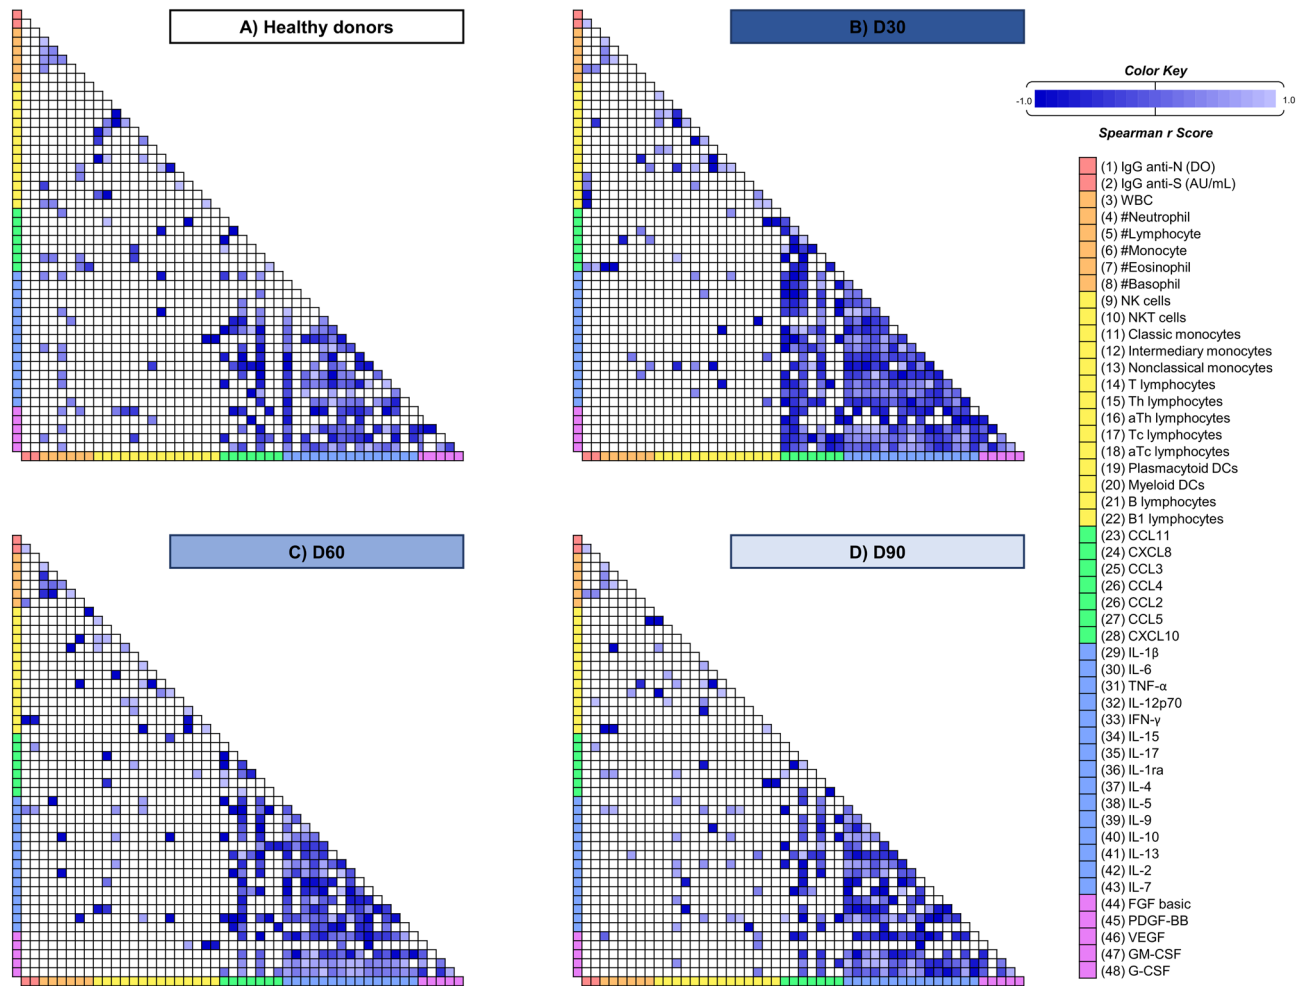 A) Healthy donors
B) D30
Color Key
-1.0
1.0
Spearman r Score
(1) IgG anti-N (DO)
(2) IgG anti-S (AU/mL)
(3) WBC
(4) #Neutrophil
(5) #Lymphocyte
(6) #Monocyte
(7) #Eosinophil
(8) #Basophil
(9) NK cells
(10) NKT cells
(11) Classic monocytes
(12) Intermediary monocytes
(13) Nonclassical monocytes
(14) T lymphocytes
(15) Th lymphocytes
(16) aTh lymphocytes
(17) Tc lymphocytes
(18) aTc lymphocytes
(19) Plasmacytoid DCs
(20) Myeloid DCs
(21) B lymphocytes
(22) B1 lymphocytes
(23) CCL11
(24) CXCL8
(25) CCL3
(26) CCL4
(26) CCL2
(27) CCL5
(28) CXCL10
(29) IL-1β
(30) IL-6
(31) TNF-α
(32) IL-12p70
(33) IFN-γ
(34) IL-15
(35) IL-17
(36) IL-1ra
(37) IL-4
(38) IL-5
(39) IL-9
(40) IL-10
(41) IL-13
(42) IL-2
(43) IL-7
(44) FGF basic
(45) PDGF-BB
(46) VEGF
(47) GM-CSF
(48) G-CSF
C) D60
D) D90